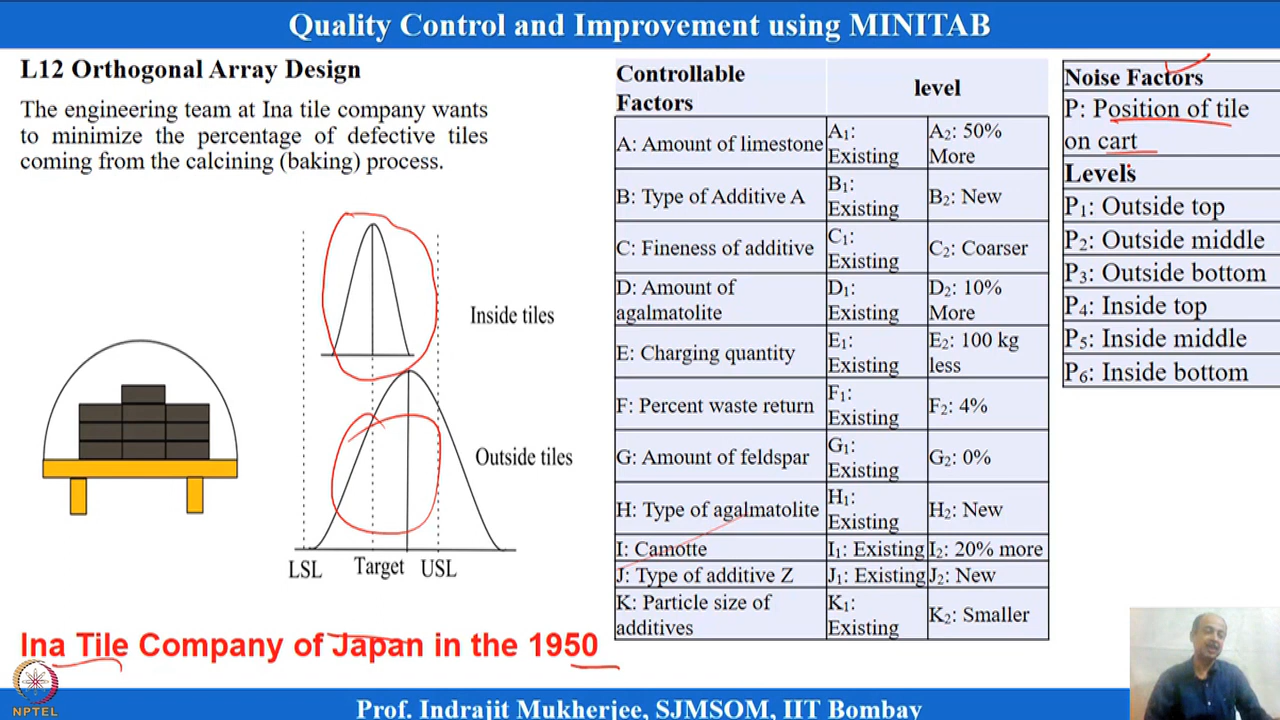 Quality Control and Improvement using MINITAB
L12 Orthogonal Array Design
The engineering team at Ina tile company wants
to minimize the percentage of defective tiles
coming from the calcining (baking) process.
Inside tiles
Outside tiles
LSL Target USL
Ina Tile Company of Japan in the 1950
NPTEL
Controllable
Factors
level
A: Amount of limestone
A1:
Existing
A2: 50%
More
B: Type of Additive A
B1:
Existing
B2: New
C: Fineness of additive
C1:
Existing
C2: Coarser
D: Amount of
agalmatolite
D1:
Existing
D2: 10%
More
E: Charging quantity
E1:
Existing
E2: 100 kg
less
F: Percent waste return
F1:
Existing
F2: 4%
G: Amount of feldspar
G1:
Existing
G2: 0%
H: Type of agalmatolite
H1:
Existing
H2: New
I: Camotte
I1: Existing
I2: 20% more
J: Type of additive Z
J1: Existing
J2: New
K: Particle size of
additives
K1:
Existing
K2: Smaller
Noise Factors
P: Position of tile
on cart
Levels
P1: Outside top
P2: Outside middle
P3: Outside bottom
P4: Inside top
P5: Inside middle
P6: Inside bottom
Prof. Indrajit Mukherjee, SJMSOM, IIT Bombay